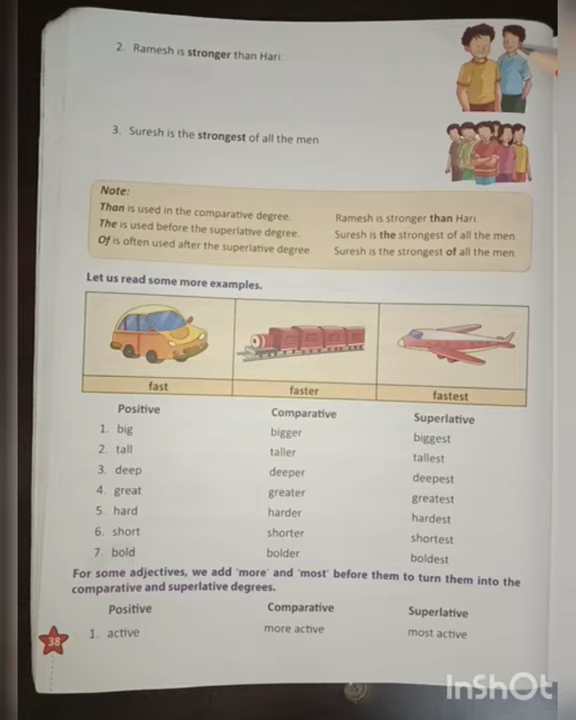 2. Ramesh is stronger than Hari.
3. Suresh is the strongest of all the men
Note:
Than is used in the comparative degree. Ramesh is stronger than Hari.
The is used before the superlative degree. Suresh is the strongest of all the men.
Of is often used after the superlative degree Suresh is the strongest of all the men.
Let us read some more examples.
fast faster fastest
Positive Comparative Superlative
1. big bigger biggest
2. tall taller tallest
3. deep deeper deepest
4. great greater greatest
5. hard harder hardest
6. short shorter shortest
7. bold bolder boldest
For some adjectives, we add 'more' and 'most' before them to turn them into the
comparative and superlative degrees.
Positive Comparative Superlative
1. active more active most active
38
InShOt